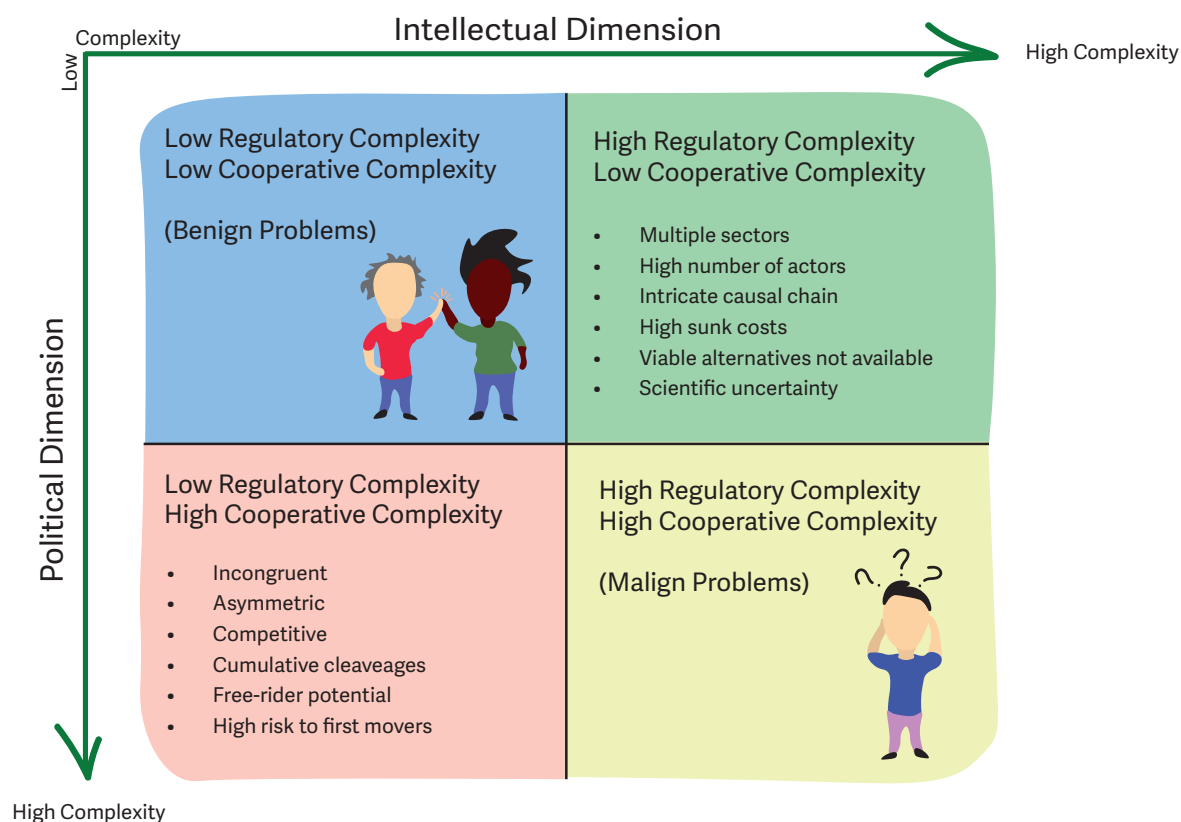 Intellectual Dimension
Complexity
Low
High Complexity
Political Dimension
High Complexity
Low Regulatory Complexity
Low Cooperative Complexity
(Benign Problems)
High Regulatory Complexity
Low Cooperative Complexity
• Multiple sectors
• High number of actors
• Intricate causal chain
• High sunk costs
• Viable alternatives not available
• Scientific uncertainty
Low Regulatory Complexity
High Cooperative Complexity
• Incongruent
• Asymmetric
• Competitive
• Cumulative cleaveages
• Free-rider potential
• High risk to first movers
High Regulatory Complexity
High Cooperative Complexity
(Malign Problems)
? ? ?